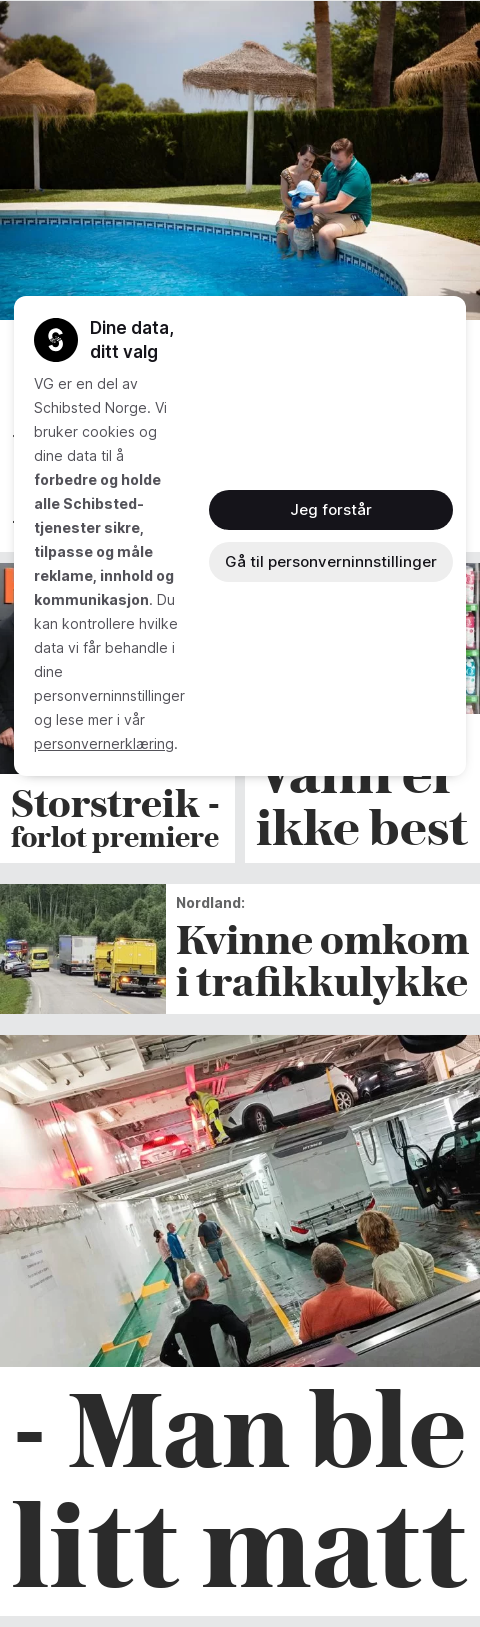 Dine data,
ditt valg
VG er en del av
Schibsted Norge. Vi
bruker cookies og
dine data til å
forbedre og holde
alle Schibsted-
tjenester sikre,
tilpasse og måle
reklame, innhold og
kommunikasjon. Du
kan kontrollere hvilke
data vi får behandle i
dine
personverninnstillinger
og lese mer i vår
personvernerklæring.
Jeg forstår
Gå til personverninnstillinger
Storstreik -
forlot premiere
Vann er
ikke best
Nordland:
Kvinne omkom
i trafikkulykke
- Man ble
litt matt